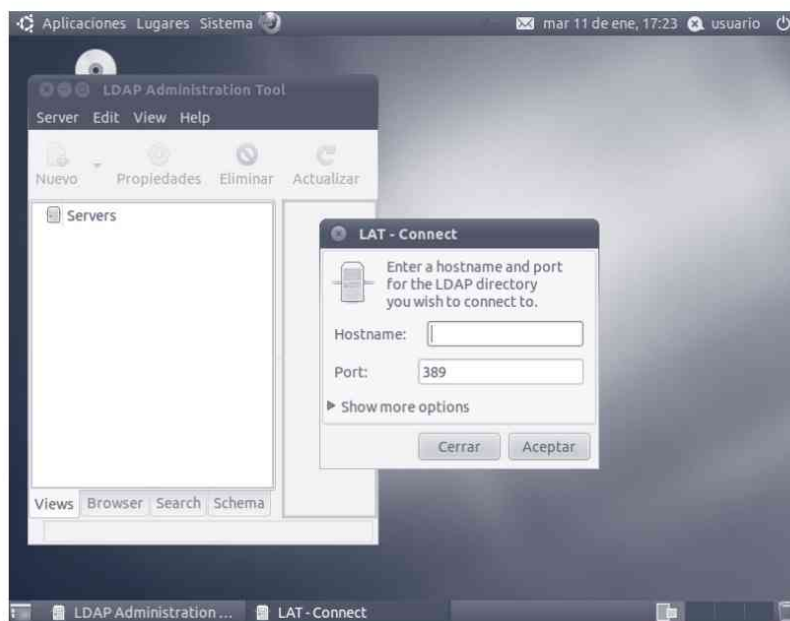 Aplicaciones Lugares Sistema mar 11 de ene, 17:23 usuario
LDAP Administration Tool
Server Edit View Help
Nuevo Propiedades Eliminar Actualizar
Servers
LAT - Connect
Enter a hostname and port
for the LDAP directory
you wish to connect to.
Hostname:
Port: 389
Show more options
Cerrar Aceptar
Views Browser Search Schema
LDAP Administration ... LAT - Connect